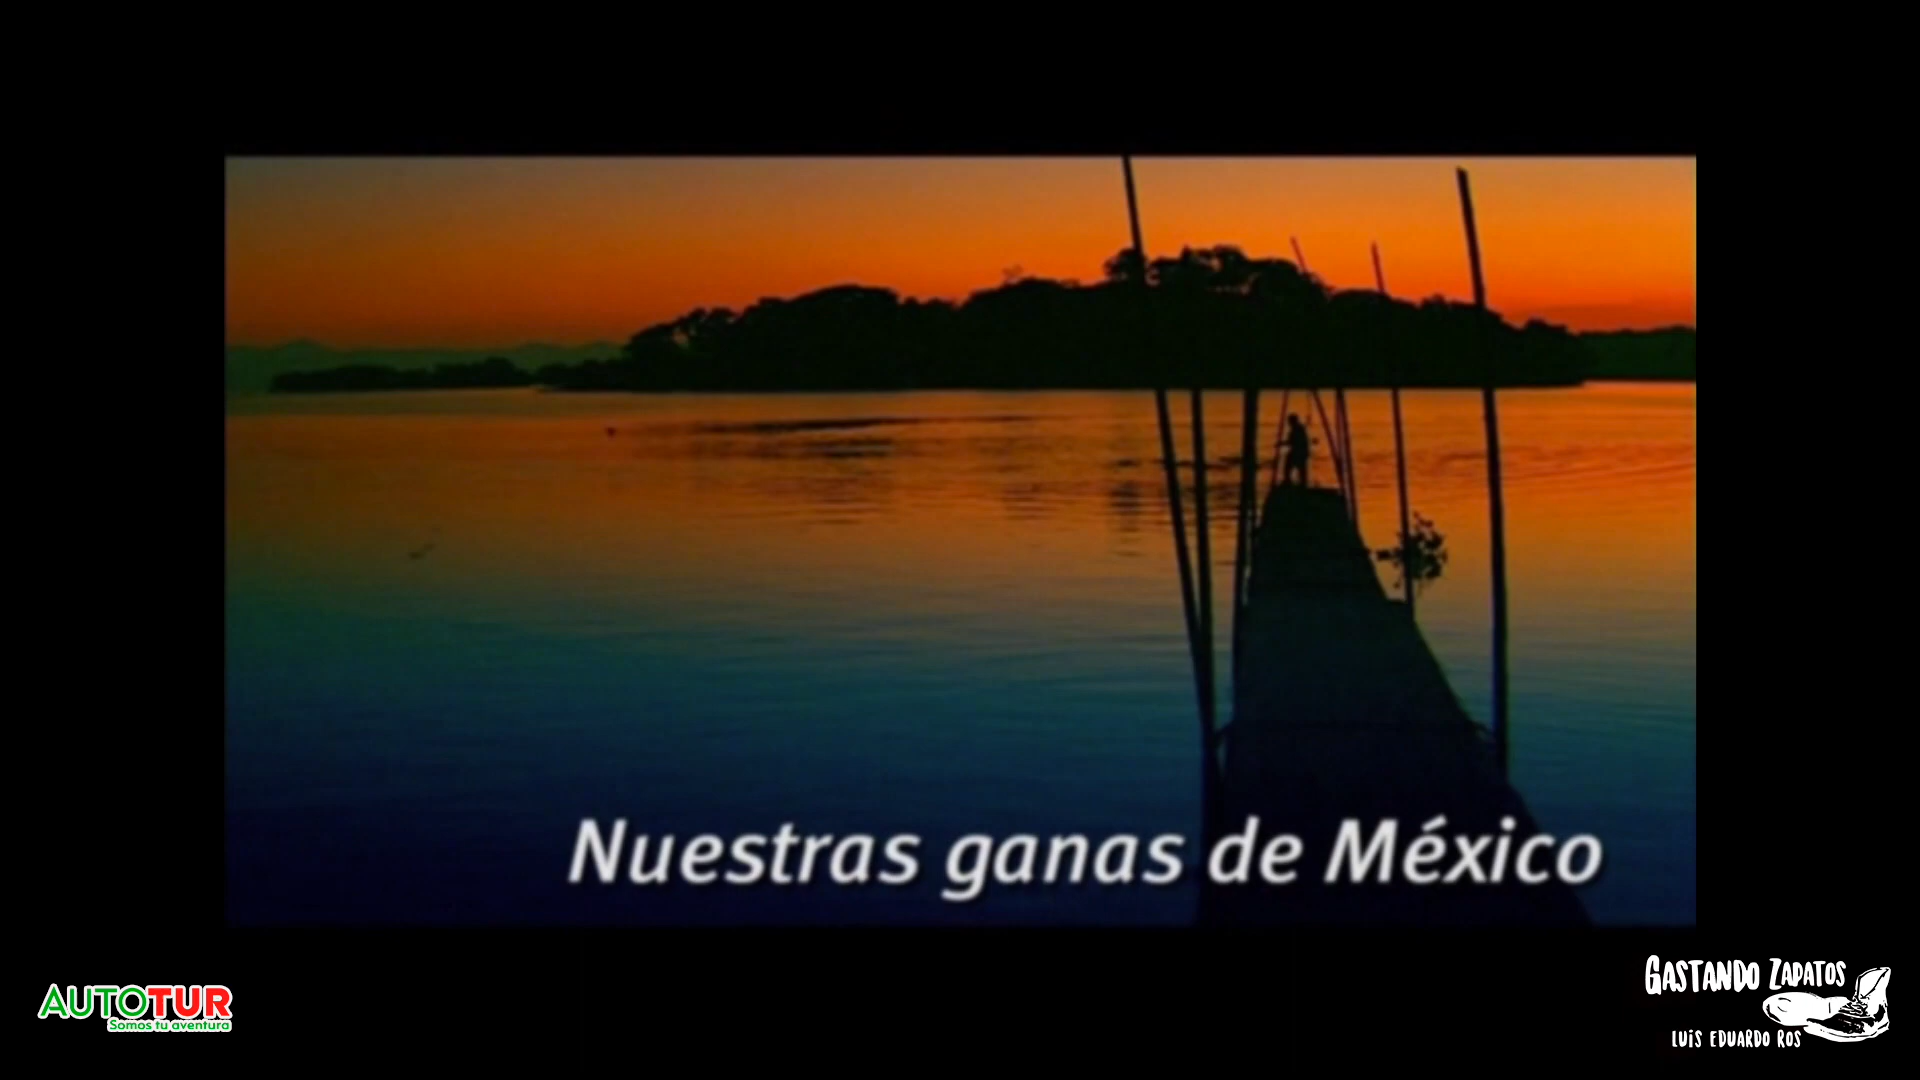 Nuestras ganas de México
AUTOTUR
Somos tu aventura
GASTANDO ZAPATOS
LUIS EDUARDO ROS